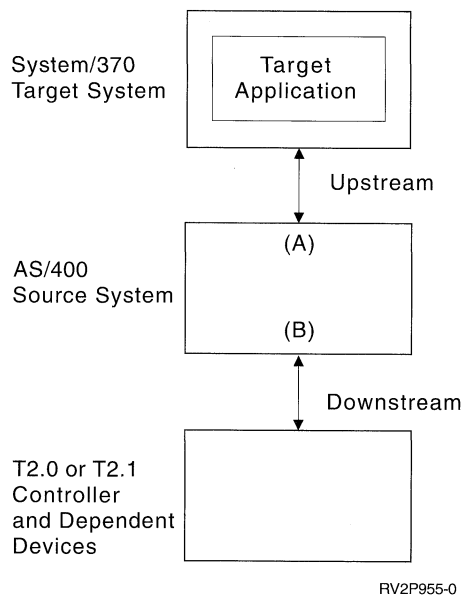 System/370
Target System
Target
Application
Upstream
(A)
AS/400
Source System
(B)
Downstream
T2.0 or T2.1
Controller
and Dependent
Devices
RV2P955-0